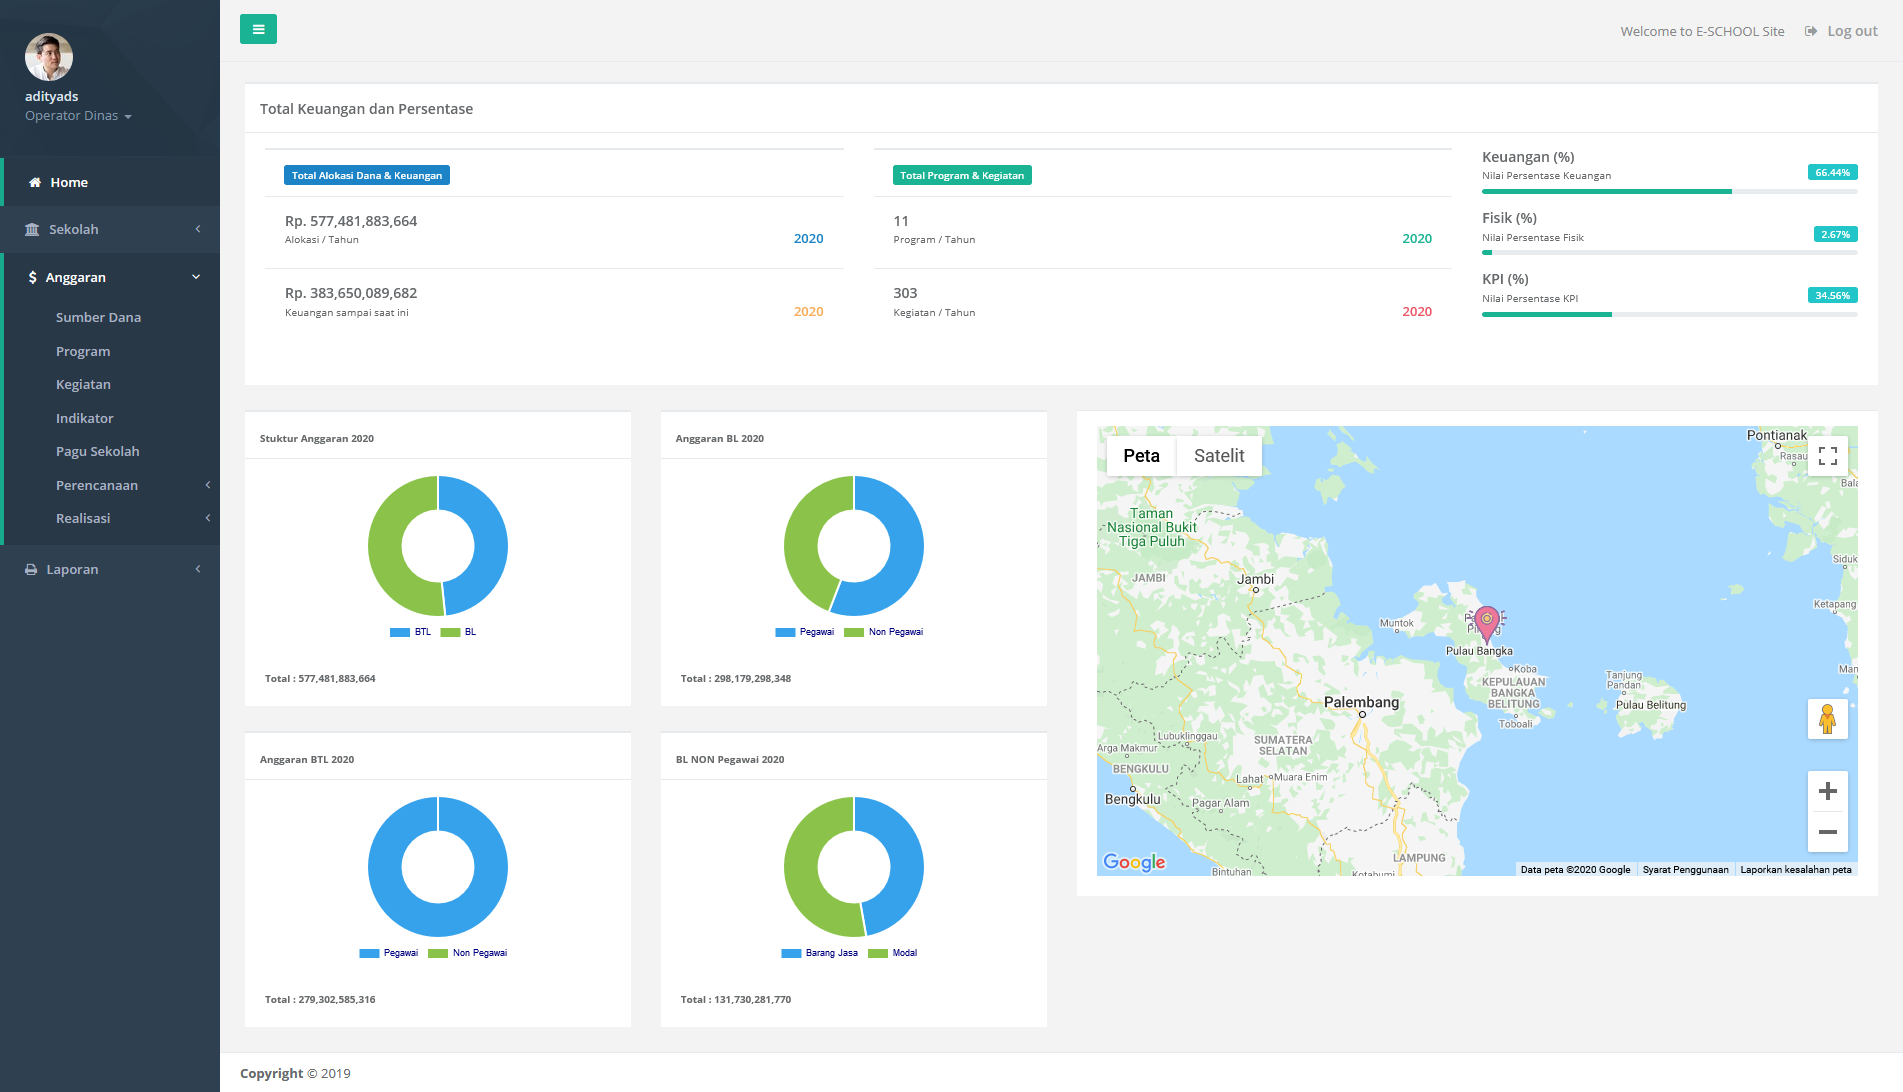 adityads
Operator Dinas
Home
Sekolah
$ Anggaran
Sumber Dana
Program
Kegiatan
Indikator
Pagu Sekolah
Perencanaan
Realisasi
Laporan
Welcome to E-SCHOOL Site
Log out
Total Keuangan dan Persentase
Total Alokasi Dana & Keuangan
Rp. 577,481,883,664
Alokasi / Tahun
2020
Rp. 383,650,089,682
Keuangan sampai saat ini
2020
Total Program & Kegiatan
11
Program / Tahun
2020
303
Kegiatan / Tahun
2020
Keuangan (%)
Nilai Persentase Keuangan
66.44%
Fisik (%)
Nilai Persentase Fisik
2.67%
KPI (%)
Nilai Persentase KPI
34.56%
Stuktur Anggaran 2020
BTL BL
Total : 577,481,883,664
Anggaran BL 2020
Pegawai Non Pegawai
Total : 298,179,298,348
Anggaran BTL 2020
Pegawai Non Pegawai
Total : 279,302,585,316
BL NON Pegawai 2020
Barang Jasa Modal
Total : 131,730,281,770
Peta Satelit
Pontianak
Rasau
Bala
Taman
Nasional Bukit
Tiga Puluh
JAMBI
Jambi
Siduk
Ketapang
Muntok
Pulau Bangka
Koba
KEPULAUAN
BANGKA
BELITUNG
Toboali
Tanjung
Pandan
Pulau Belitung
Man
Palembang
Lubuklinggau
Arga Makmur
SUMATERA
SELATAN
BENGKULU
Lahat
Muara Enim
Bengkulu
Pagar Alam
LAMPUNG
Bintuhan
Kotabumi
Google
Data peta ©2020 Google
Syarat Penggunaan
Laporkan kesalahan peta
Copyright © 2019